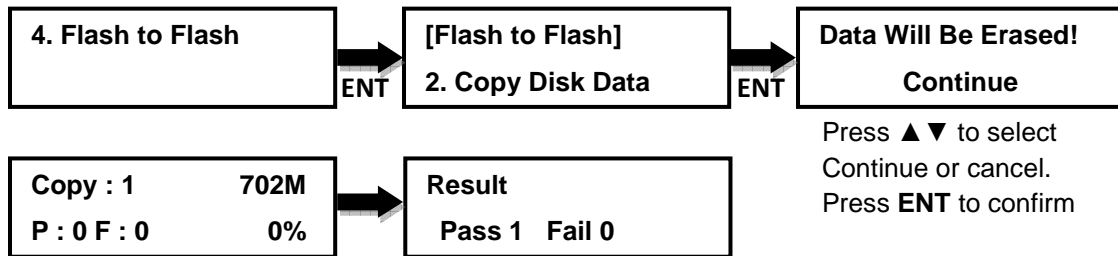 4. Flash to Flash
ENT
[Flash to Flash]
2. Copy Disk Data
ENT
Data Will Be Erased!
Continue
Press ▲ ▼ to select
Continue or cancel.
Press ENT to confirm
Copy : 1 702M
P : 0 F : 0 0%
Result
Pass 1 Fail 0